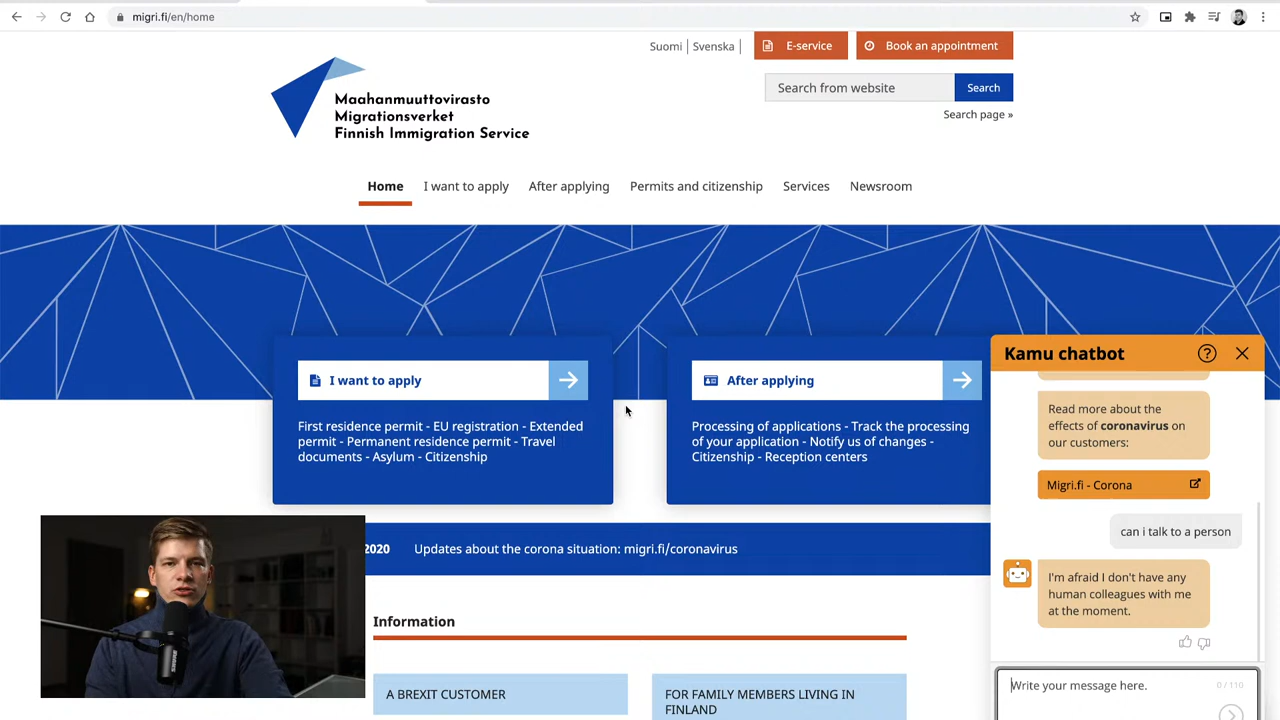 migri.fi/en/home
Suomi
Svenska
E-service
Book an appointment
Maahanmuuttovirasto
Migrationsverket
Finnish Immigration Service
Search from website
Search
Search page »
Home
I want to apply
After applying
Permits and citizenship
Services
Newsroom
I want to apply
First residence permit - EU registration - Extended
permit - Permanent residence permit - Travel
documents - Asylum - Citizenship
After applying
Processing of applications - Track the processing
of your application - Notify us of changes -
Citizenship - Reception centers
2020
Updates about the corona situation: migri.fi/coronavirus
Information
A BREXIT CUSTOMER
FOR FAMILY MEMBERS LIVING IN
FINLAND
Kamu chatbot
?
Read more about the
effects of coronavirus on
our customers:
Migri.fi - Corona
can i talk to a person
I'm afraid I don't have any
human colleagues with me
at the moment.
Write your message here.
0 / 110